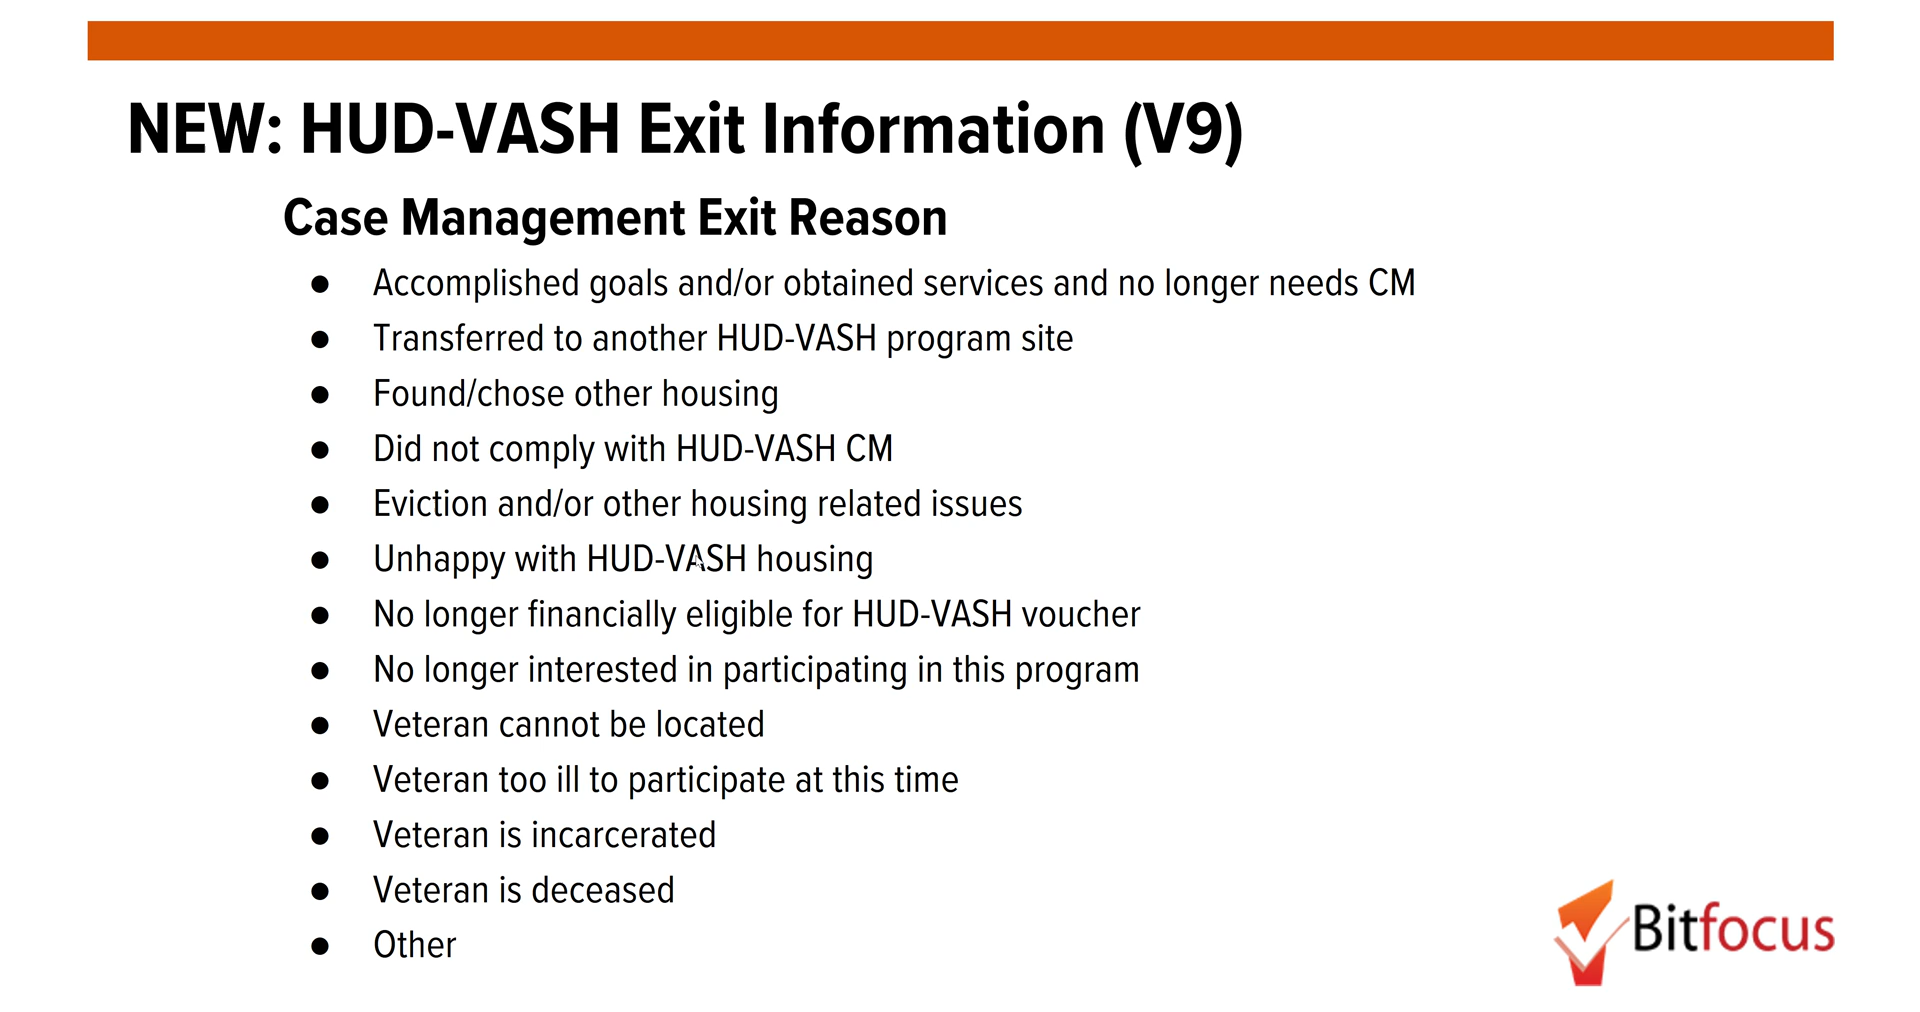 NEW: HUD-VASH Exit Information (V9)
Case Management Exit Reason
● Accomplished goals and/or obtained services and no longer needs CM
● Transferred to another HUD-VASH program site
● Found/chose other housing
● Did not comply with HUD-VASH CM
● Eviction and/or other housing related issues
● Unhappy with HUD-VASH housing
● No longer financially eligible for HUD-VASH voucher
● No longer interested in participating in this program
● Veteran cannot be located
● Veteran too ill to participate at this time
● Veteran is incarcerated
● Veteran is deceased
● Other
Bitfocus